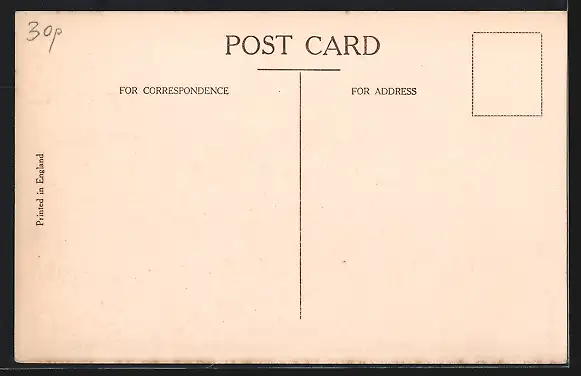 30p
POST CARD
FOR CORRESPONDENCE
FOR ADDRESS
Printed in England